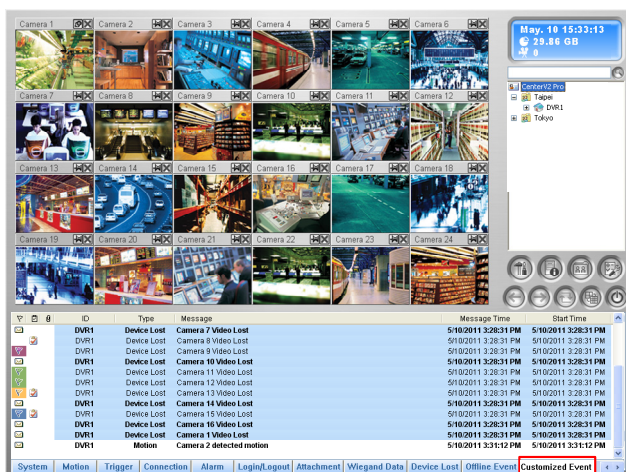 Camera 1
Camera 2
Camera 3
Camera 4
Camera 5
Camera 6
May. 10 15:33:13
29.86 GB
0
CenterV2 Pro
Taipei
DVR1
Tokyo
Camera 7
Camera 8
Camera 9
Camera 10
Camera 11
Camera 12
Camera 13
Camera 14
Camera 15
Camera 16
Camera 17
Camera 18
Camera 19
Camera 20
Camera 21
Camera 22
Camera 23
Camera 24
ID Type Message Message Time Start Time
DVR1 Device Lost Camera 7 Video Lost 5/10/2011 3:28:31 PM 5/10/2011 3:28:31 PM
DVR1 Device Lost Camera 8 Video Lost 5/10/2011 3:28:31 PM 5/10/2011 3:28:31 PM
DVR1 Device Lost Camera 9 Video Lost 5/10/2011 3:28:31 PM 5/10/2011 3:28:31 PM
DVR1 Device Lost Camera 10 Video Lost 5/10/2011 3:28:31 PM 5/10/2011 3:28:31 PM
DVR1 Device Lost Camera 11 Video Lost 5/10/2011 3:28:31 PM 5/10/2011 3:28:31 PM
DVR1 Device Lost Camera 12 Video Lost 5/10/2011 3:28:31 PM 5/10/2011 3:28:31 PM
DVR1 Device Lost Camera 13 Video Lost 5/10/2011 3:28:31 PM 5/10/2011 3:28:31 PM
DVR1 Device Lost Camera 14 Video Lost 5/10/2011 3:28:31 PM 5/10/2011 3:28:31 PM
DVR1 Device Lost Camera 15 Video Lost 5/10/2011 3:28:31 PM 5/10/2011 3:28:31 PM
DVR1 Device Lost Camera 16 Video Lost 5/10/2011 3:28:31 PM 5/10/2011 3:28:31 PM
DVR1 Device Lost Camera 1 Video Lost 5/10/2011 3:28:31 PM 5/10/2011 3:28:31 PM
DVR1 Motion Camera 2 detected motion 5/10/2011 3:31:12 PM 5/10/2011 3:31:12 PM
System Motion Trigger Connection Alarm Login/Logout Attachment Wiegand Data Device Lost Offline Event Customized Event